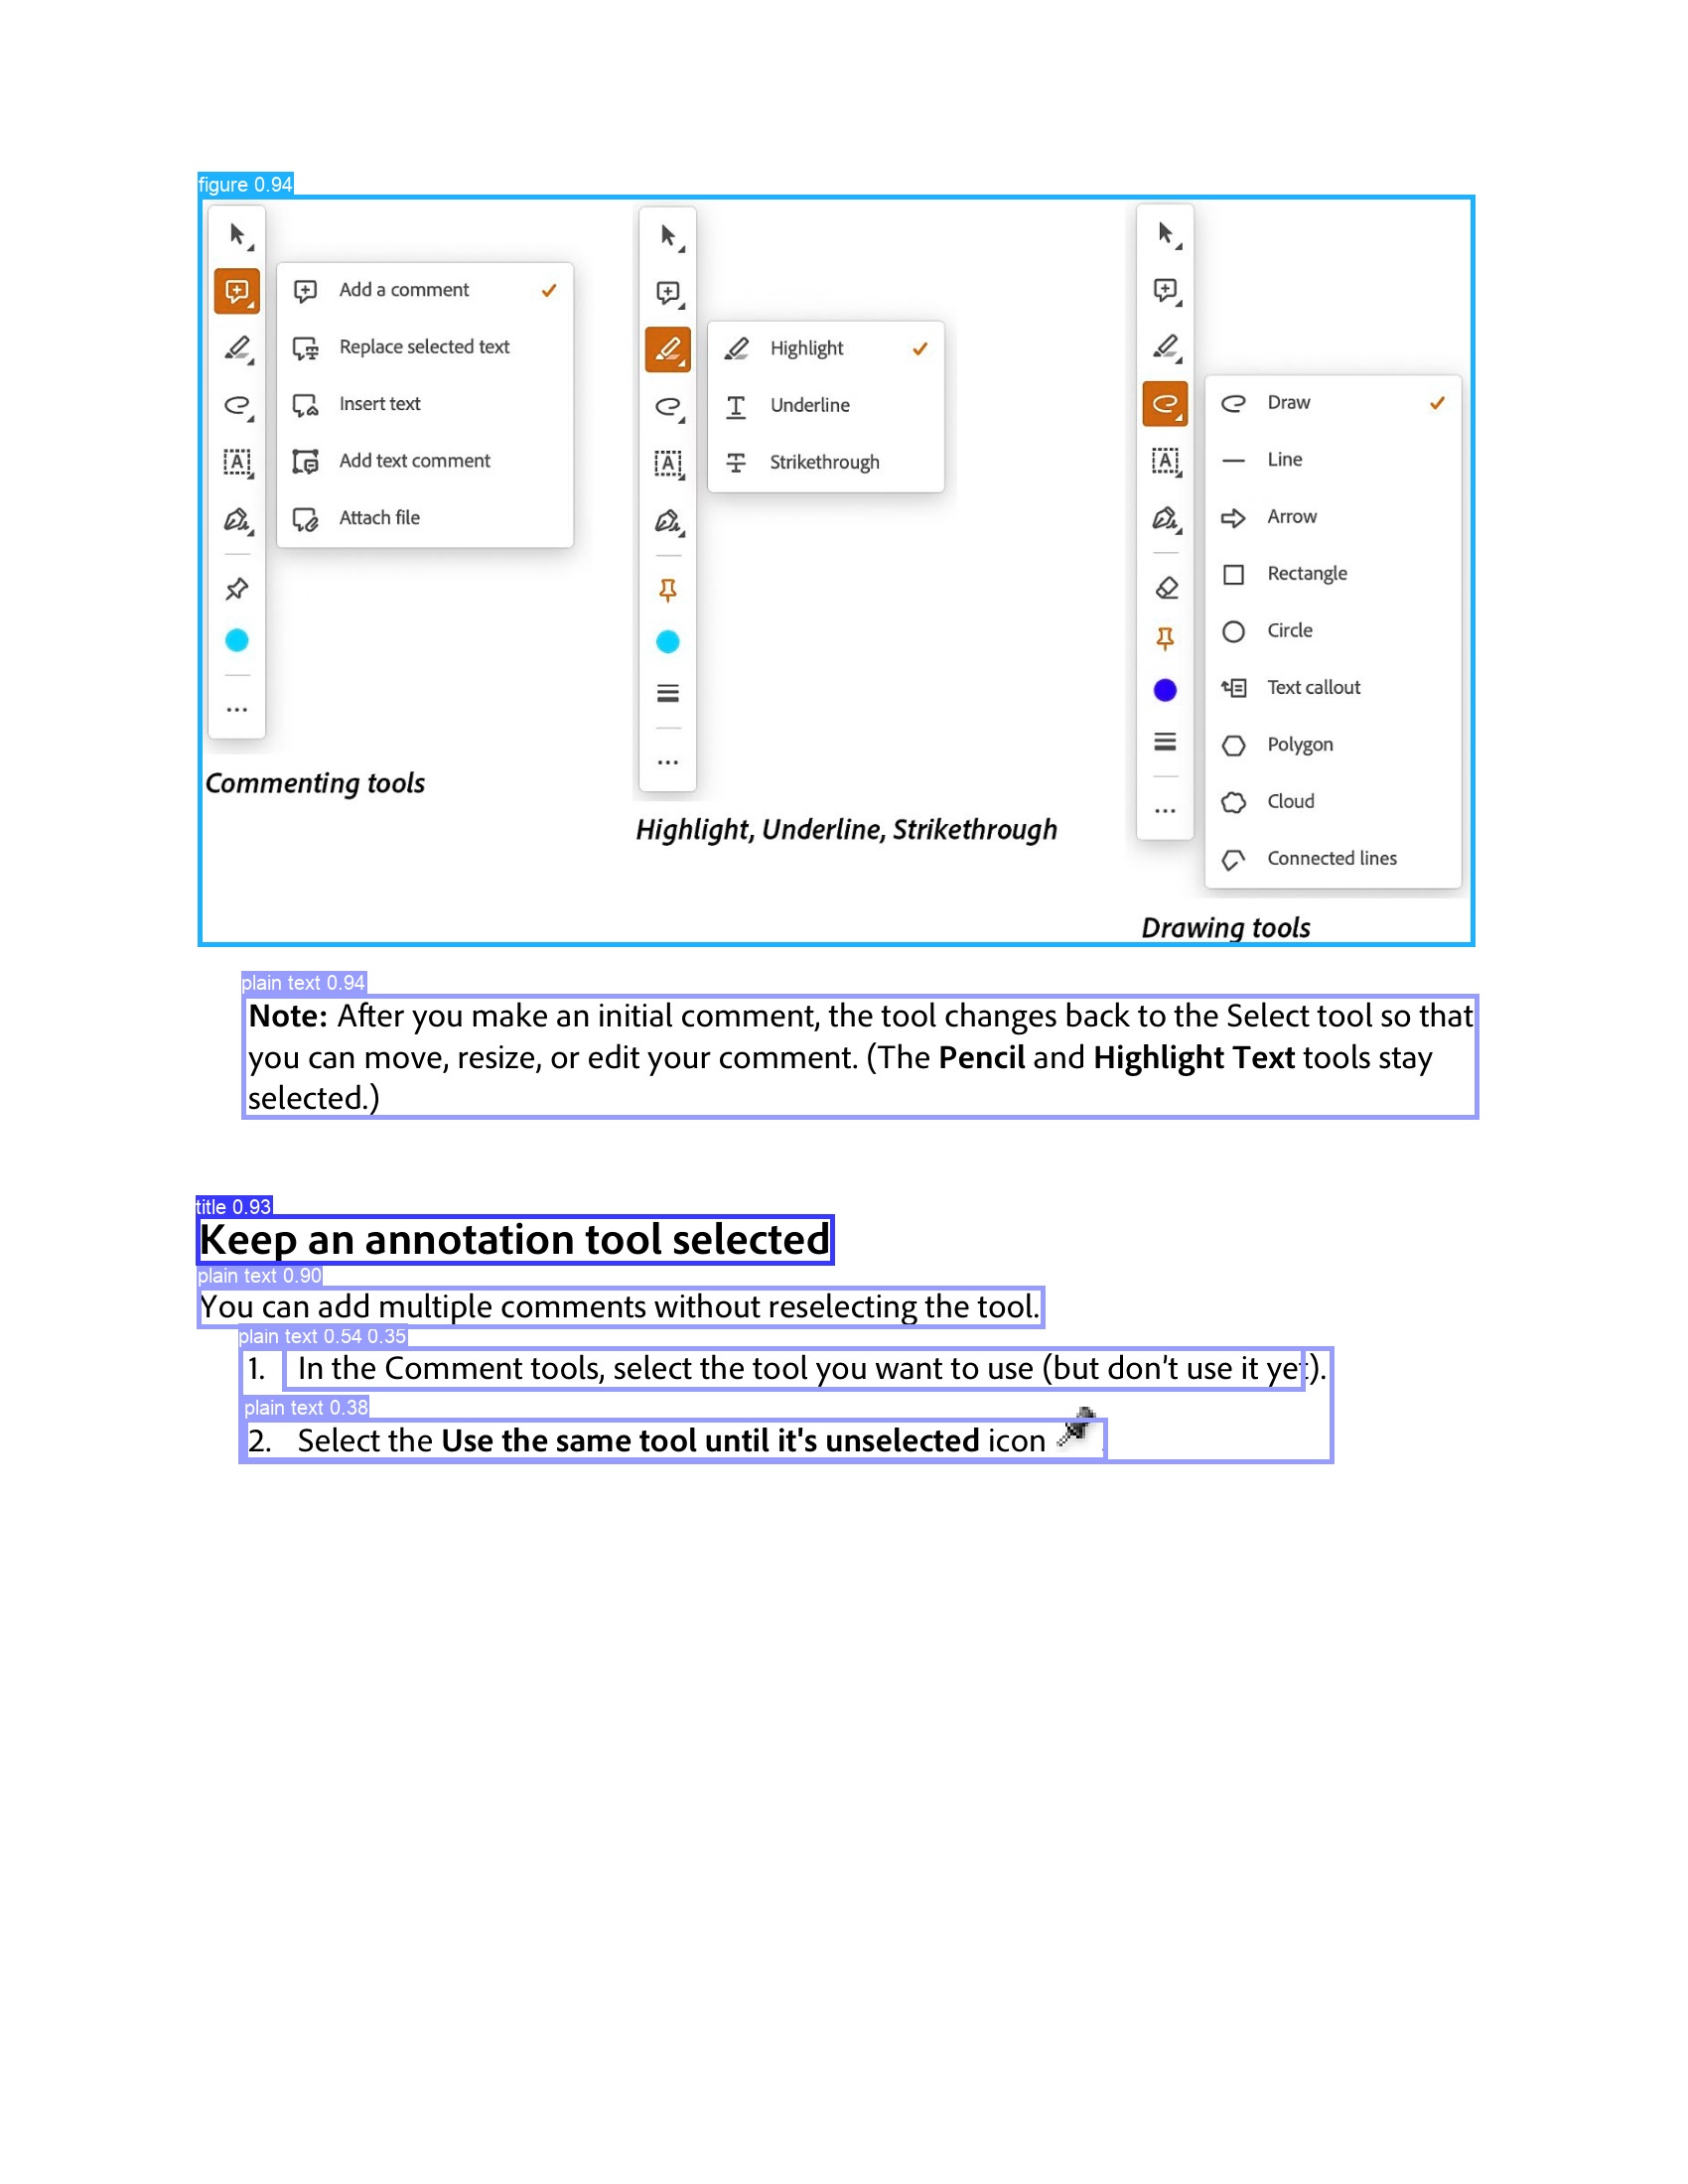 figure 0.94
Add a comment
Replace selected text
Insert text
Add text comment
Attach file
Commenting tools
Highlight
Underline
Strikethrough
Highlight, Underline, Strikethrough
Draw
Line
Arrow
Rectangle
Circle
Text callout
Polygon
Cloud
Connected lines
Drawing tools
plain text 0.94
Note: After you make an initial comment, the tool changes back to the Select tool so that
you can move, resize, or edit your comment. (The Pencil and Highlight Text tools stay
selected.)
title 0.93
Keep an annotation tool selected
plain text 0.90
You can add multiple comments without reselecting the tool.
plain text 0.54 0.35
1. In the Comment tools, select the tool you want to use (but don't use it yet).
plain text 0.38
2. Select the Use the same tool until it's unselected icon